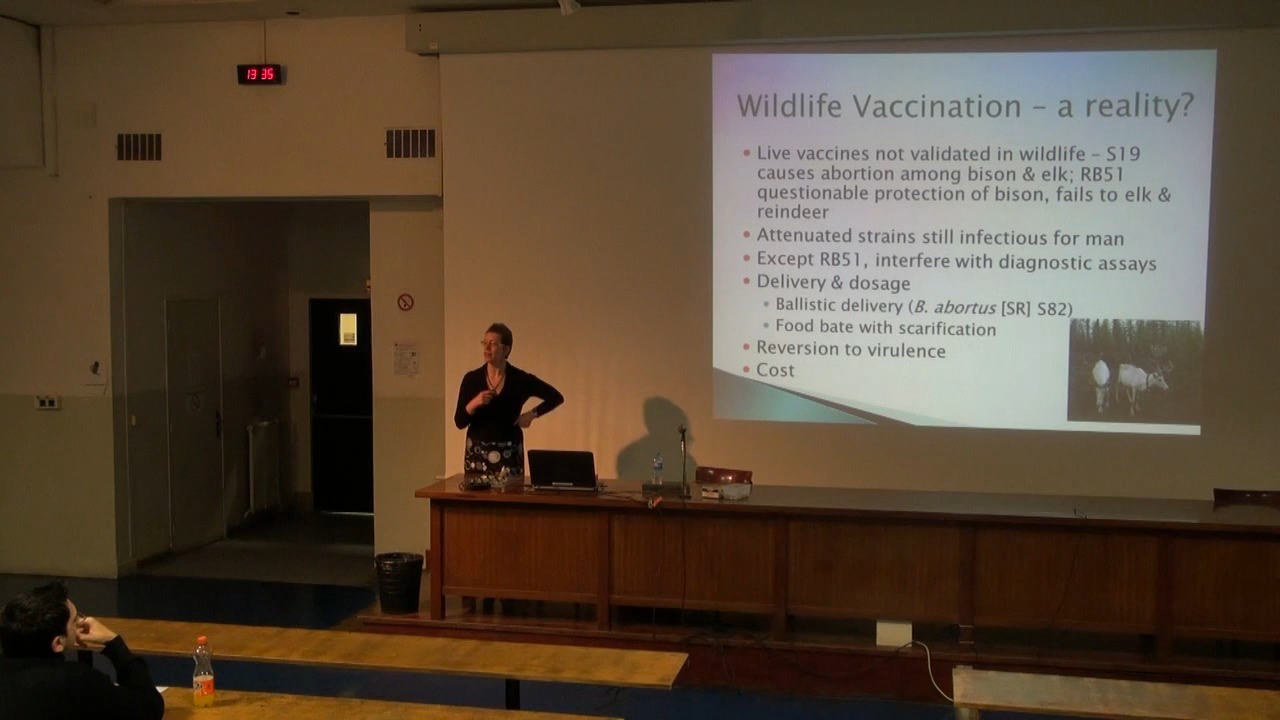 13 35
Wildlife Vaccination – a reality?
• Live vaccines not validated in wildlife – S19
causes abortion among bison & elk; RB51
questionable protection of bison, fails to elk &
reindeer
• Attenuated strains still infectious for man
• Except RB51, interfere with diagnostic assays
• Delivery & dosage
• Ballistic delivery (B. abortus [SR] S82)
• Food bate with scarification
• Reversion to virulence
• Cost